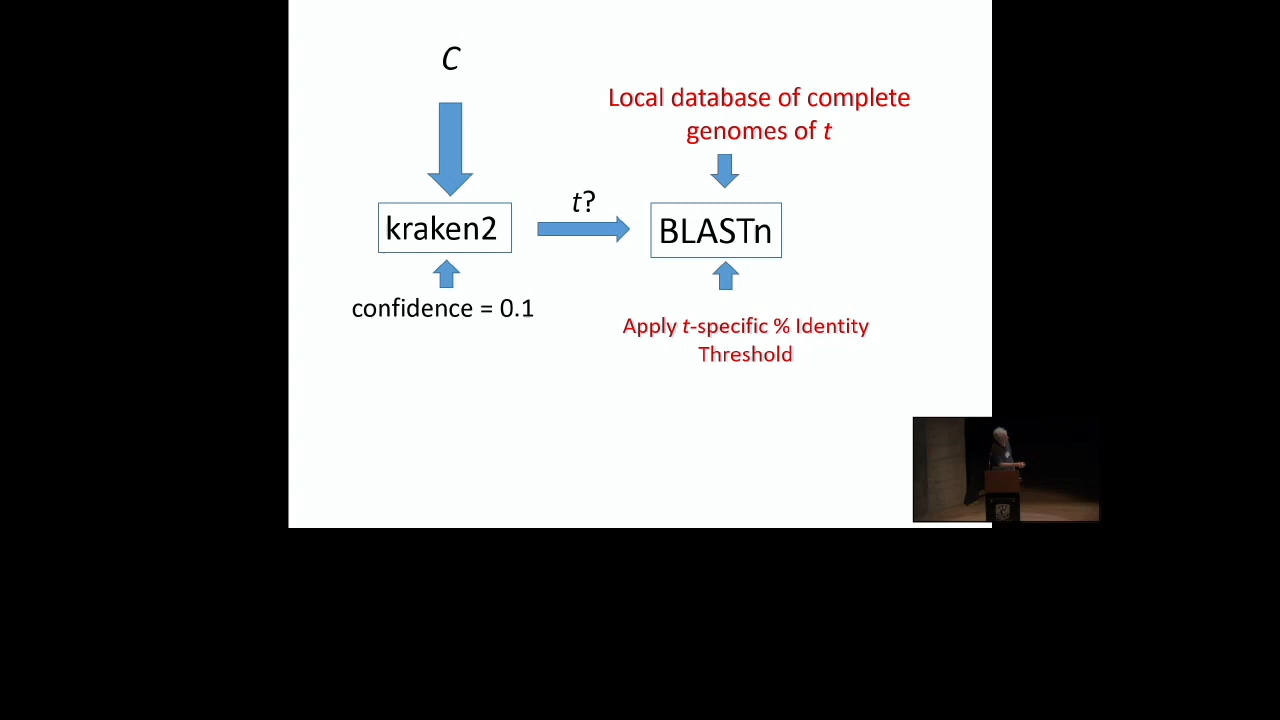 C
Local database of complete
genomes of t
t?
kraken2
BLASTn
confidence = 0.1
Apply t-specific % Identity
Threshold